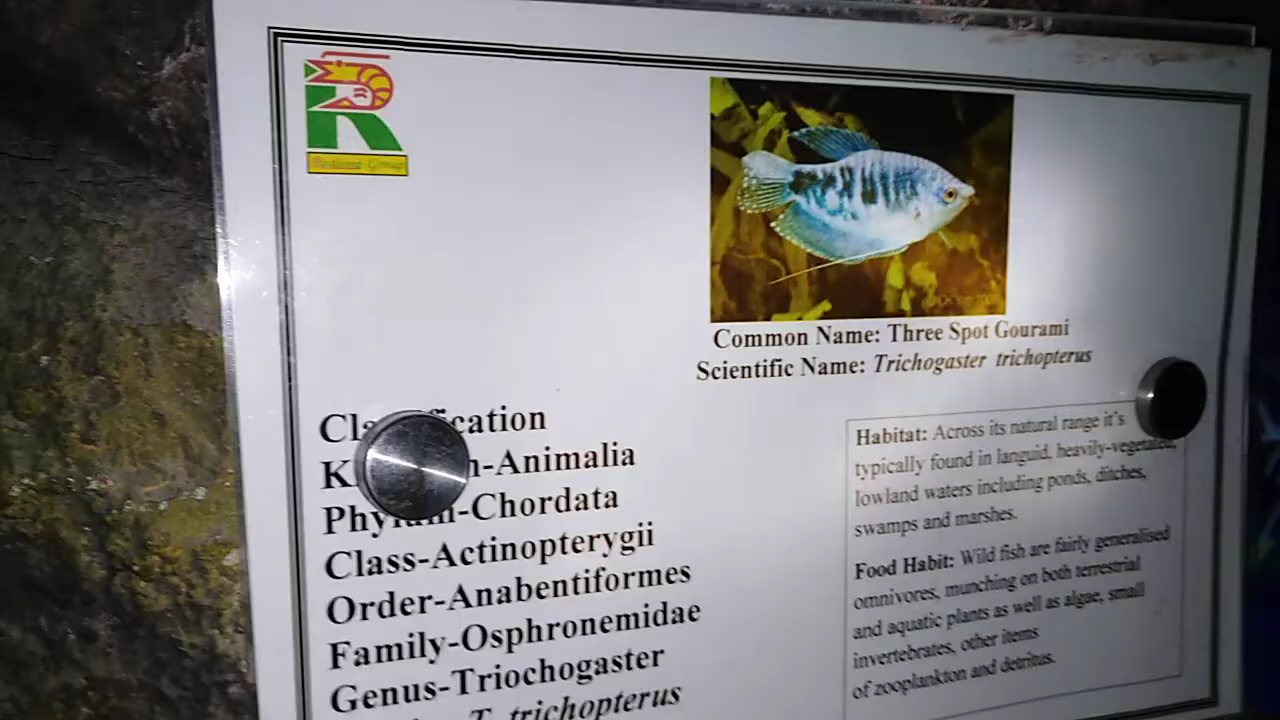 Radiant Group
Common Name: Three Spot Gourami
Scientific Name: Trichogaster trichopterus
Classification
-Animalia
Phylum-Chordata
Class-Actinopterygii
Order-Anabentiformes
Family-Osphronemidae
Genus-Triochogaster
T. trichopterus
Habitat: Across its natural range it's
typically found in languid, heavily-vegetated,
lowland waters including ponds, ditches,
swamps and marshes.
Food Habit: Wild fish are fairly generalised
omnivores, munching on both terrestrial
and aquatic plants as well as algae, small
invertebrates, other items
of zooplankton and detritus.